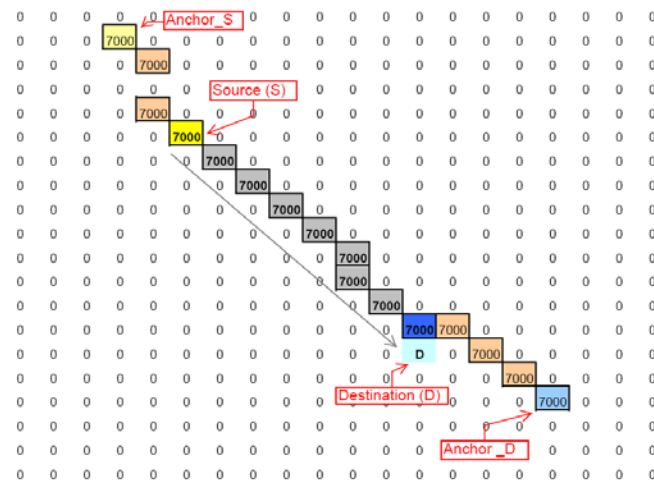 0 0 0 0 0 Anchor_S 0 0 0 0 0 0 0 0 0 0 0 0 0
0 0 0 7000 0 0 0 0 0 0 0 0 0 0 0 0 0 0 0 0
0 0 0 0 7000 0 0 0 0 0 0 0 0 0 0 0 0 0 0 0
0 0 0 0 0 0 Source (S) 0 0 0 0 0 0 0 0 0 0 0
0 0 0 0 7000 0 0 0 0 0 0 0 0 0 0 0 0 0 0 0
0 0 0 0 0 7000 0 0 0 0 0 0 0 0 0 0 0 0 0 0
0 0 0 0 0 0 7000 0 0 0 0 0 0 0 0 0 0 0 0 0
0 0 0 0 0 0 0 7000 0 0 0 0 0 0 0 0 0 0 0 0
0 0 0 0 0 0 0 0 7000 0 0 0 0 0 0 0 0 0 0 0
0 0 0 0 0 0 0 0 0 7000 0 0 0 0 0 0 0 0 0 0
0 0 0 0 0 0 0 0 0 0 7000 0 0 0 0 0 0 0 0 0
0 0 0 0 0 0 0 0 0 0 7000 0 0 0 0 0 0 0 0 0
0 0 0 0 0 0 0 0 0 0 0 7000 0 0 0 0 0 0 0 0
0 0 0 0 0 0 0 0 0 0 0 0 7000 7000 0 0 0 0 0 0
0 0 0 0 0 0 0 0 0 0 0 0 D 0 7000 0 0 0 0 0
0 0 0 0 0 0 0 0 0 0 0 0 0 0 0 7000 0 0 0 0
0 0 0 0 0 0 0 0 0 0 Destination (D) 0 0 0 7000 0 0 0
0 0 0 0 0 0 0 0 0 0 0 0 0 0 0 0 0 0 0 0
0 0 0 0 0 0 0 0 0 0 0 0 0 Anchor _D 0 0 0 0
0 0 0 0 0 0 0 0 0 0 0 0 0 0 0 0 0 0 0 0